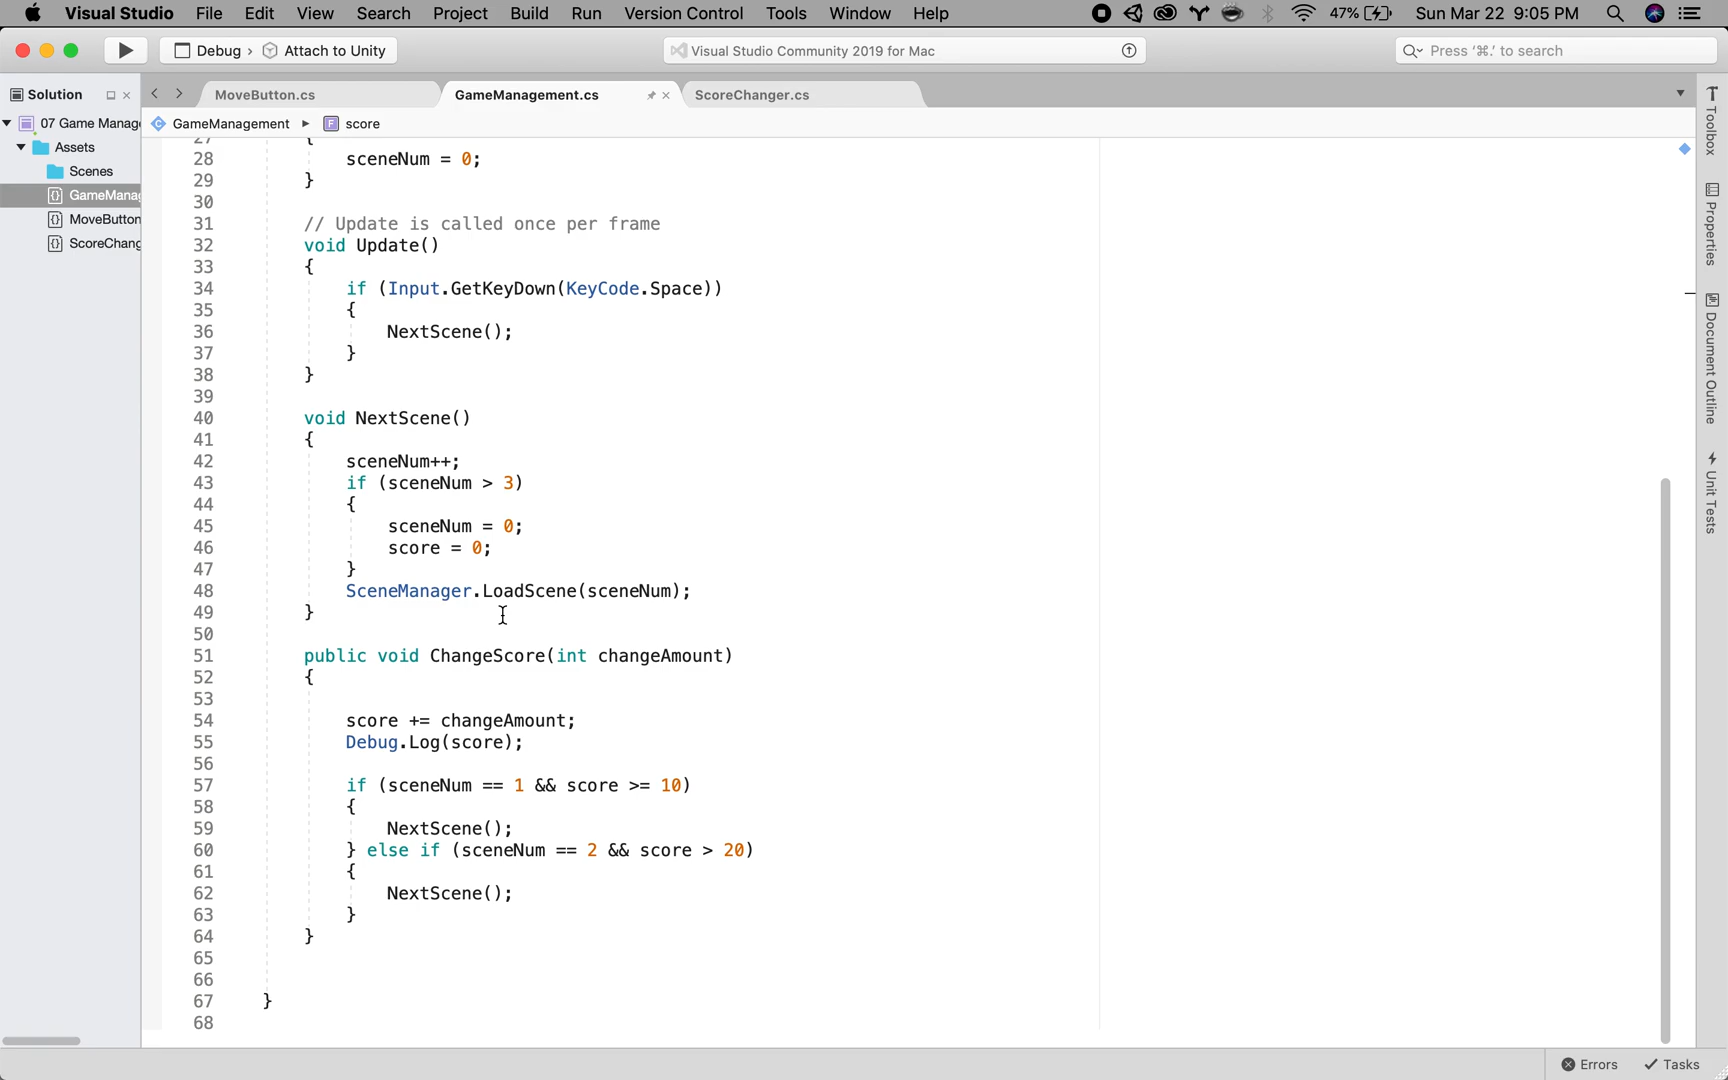 Visual Studio File Edit View Search Project Build Run Version Control Tools Window Help 47% Sun Mar 22 9:05 PM
Debug › Attach to Unity Visual Studio Community 2019 for Mac Press '⌘.' to search
Solution MoveButton.cs GameManagement.cs ScoreChanger.cs
07 Game Manag GameManagement ▸ score
Assets
Scenes
GameManag
MoveButton
ScoreChang
27 {
28 sceneNum = 0;
29 }
30
31 // Update is called once per frame
32 void Update()
33 {
34 if (Input.GetKeyDown(KeyCode.Space))
35 {
36 NextScene();
37 }
38 }
39
40 void NextScene()
41 {
42 sceneNum++;
43 if (sceneNum > 3)
44 {
45 sceneNum = 0;
46 score = 0;
47 }
48 SceneManager.LoadScene(sceneNum);
49 }
50
51 public void ChangeScore(int changeAmount)
52 {
53
54 score += changeAmount;
55 Debug.Log(score);
56
57 if (sceneNum == 1 && score >= 10)
58 {
59 NextScene();
60 } else if (sceneNum == 2 && score > 20)
61 {
62 NextScene();
63 }
64 }
65
66
67 }
68
Toolbox
Properties
Document Outline
Unit Tests
Errors Tasks